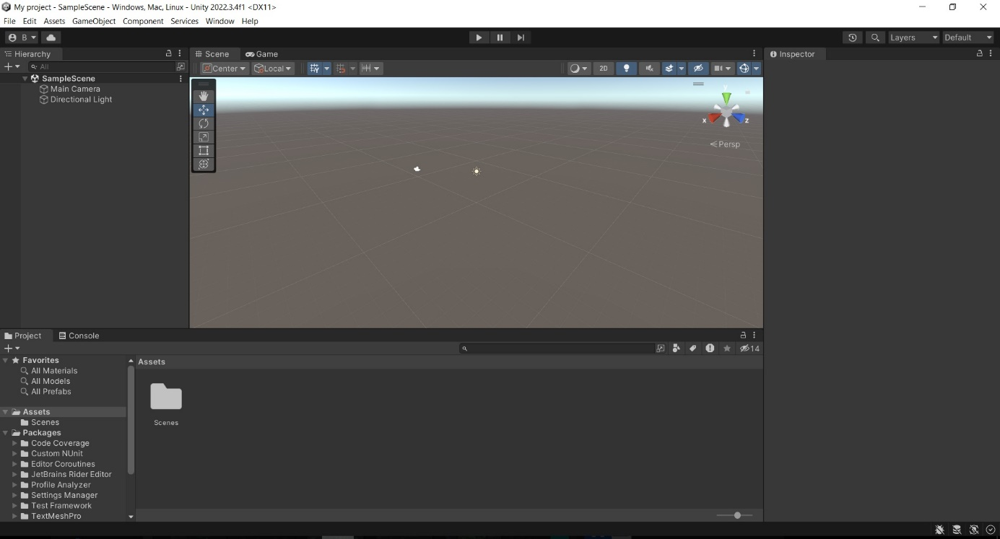 My project - SampleScene - Windows, Mac, Linux - Unity 2022.3.4f1 <DX11>
File Edit Assets GameObject Component Services Window Help
B Layers Default
Hierarchy Scene Game Inspector
All Center Local 2D
SampleScene
Main Camera
Directional Light
y
x z
Persp
Project Console
14
Favorites Assets
All Materials
All Models
All Prefabs
Assets
Scenes Scenes
Packages
Code Coverage
Custom NUnit
Editor Coroutines
JetBrains Rider Editor
Profile Analyzer
Settings Manager
Test Framework
TextMeshPro